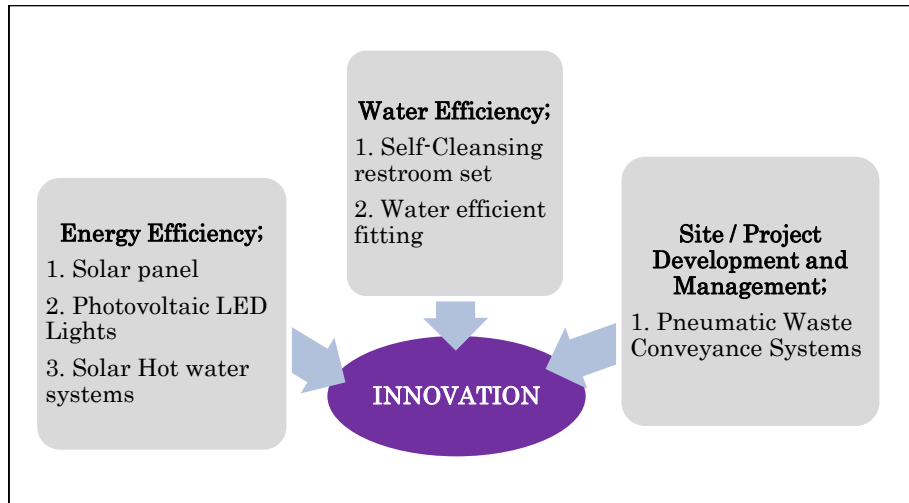 Energy Efficiency;
1. Solar panel
2. Photovoltaic LED
Lights
3. Solar Hot water
systems
Water Efficiency;
1. Self-Cleansing
restroom set
2. Water efficient
fitting
Site / Project
Development and
Management;
1. Pneumatic Waste
Conveyance Systems
INNOVATION